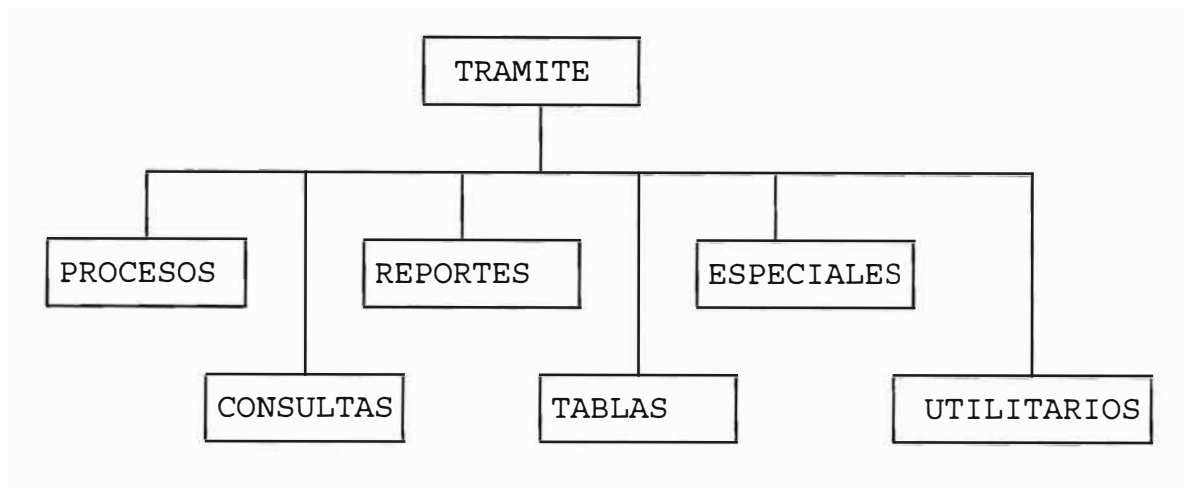 TRAMITE
PROCESOS
REPORTES
ESPECIALES
CONSULTAS
TABLAS
UTILITARIOS